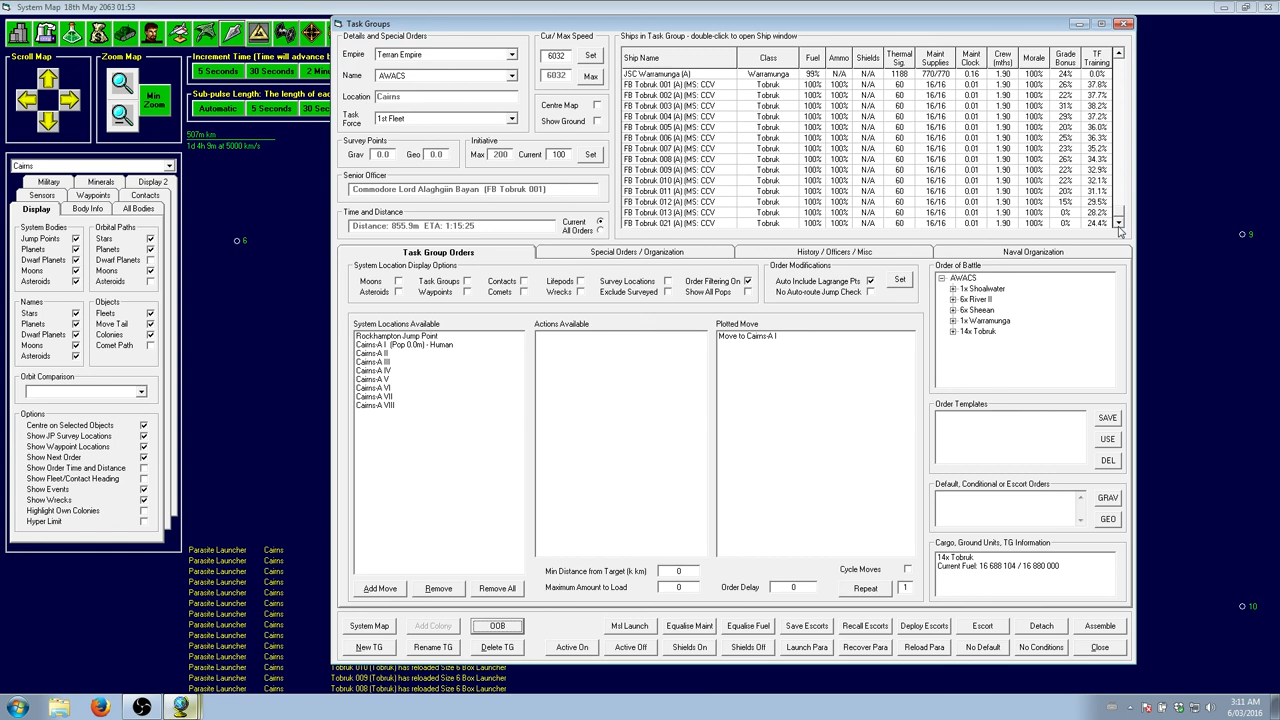 System Map 18th May 2063 01:53
Scroll Map
Zoom Map
Min Zoom
Increment Time (Time will advance b
5 Seconds 30 Seconds 2 Minu
Sub-pulse Length: The length of eac
Automatic 5 Seconds 30 Seco
507m km
1d 4h 9m at 5000 km/s
Cairns
Military Minerals Display 2
Sensors Waypoints Contacts
Display Body Info All Bodies
System Bodies
Jump Points
Planets
Dwarf Planets
Moons
Asteroids
Orbital Paths
Stars
Planets
Dwarf Planets
Moons
Asteroids
Names
Stars
Planets
Dwarf Planets
Moons
Asteroids
Objects
Fleets
Move Tail
Colonies
Comet Path
Orbit Comparison
Options
Centre on Selected Objects
Show JP Survey Locations
Show Waypoint Locations
Show Next Order
Show Order Time and Distance
Show Fleet/Contact Heading
Show Events
Show Wrecks
Highlight Own Colonies
Hyper Limit
6
9
10
Parasite Launcher Cairns
Parasite Launcher Cairns
Parasite Launcher Cairns
Parasite Launcher Cairns
Parasite Launcher Cairns
Parasite Launcher Cairns
Parasite Launcher Cairns
Parasite Launcher Cairns
Parasite Launcher Cairns
Parasite Launcher Cairns
Parasite Launcher Cairns
Parasite Launcher Cairns Tobruk 010 (Tobruk) has reloaded Size 6 Box Launcher
Parasite Launcher Cairns Tobruk 009 (Tobruk) has reloaded Size 6 Box Launcher
Parasite Launcher Cairns Tobruk 008 (Tobruk) has reloaded Size 6 Box Launcher
Task Groups
Details and Special Orders
Empire Terran Empire
Name AWACS
Location Cairns
Task Force 1st Fleet
Cur/ Max Speed
6032 Set
6032 Max
Centre Map
Show Ground
Survey Points
Grav 0.0 Geo 0.0
Initiative
Max 200 Current 100 Set
Senior Officer
Commodore Lord Alaghgiin Bayan (FB Tobruk 001)
Time and Distance
Distance: 855.9m ETA: 1:15:25
Current
All Orders
Ships in Task Group - double-click to open Ship window
Ship Name Class Fuel Ammo Shields Thermal Sig. Maint Supplies Maint Clock Crew (mths) Morale Grade Bonus TF Training
JSC Warramunga (A) Warramunga 99% N/A N/A 1188 770/770 0.16 1.90 100% 24% 0.0%
FB Tobruk 001 (A) (MS: CCV Tobruk 100% 100% N/A 60 16/16 0.01 1.90 100% 26% 37.8%
FB Tobruk 002 (A) (MS: CCV Tobruk 100% 100% N/A 60 16/16 0.01 1.90 100% 22% 37.4%
FB Tobruk 003 (A) (MS: CCV Tobruk 100% 100% N/A 60 16/16 0.01 1.90 100% 31% 38.2%
FB Tobruk 004 (A) (MS: CCV Tobruk 100% 100% N/A 60 16/16 0.01 1.90 100% 29% 37.2%
FB Tobruk 005 (A) (MS: CCV Tobruk 100% 100% N/A 60 16/16 0.01 1.90 100% 20% 36.0%
FB Tobruk 006 (A) (MS: CCV Tobruk 100% 100% N/A 60 16/16 0.01 1.90 100% 25% 36.3%
FB Tobruk 007 (A) (MS: CCV Tobruk 100% 100% N/A 60 16/16 0.01 1.90 100% 23% 35.2%
FB Tobruk 008 (A) (MS: CCV Tobruk 100% 100% N/A 60 16/16 0.01 1.90 100% 26% 34.3%
FB Tobruk 009 (A) (MS: CCV Tobruk 100% 100% N/A 60 16/16 0.01 1.90 100% 24% 32.9%
FB Tobruk 010 (A) (MS: CCV Tobruk 100% 100% N/A 60 16/16 0.01 1.90 100% 22% 32.1%
FB Tobruk 011 (A) (MS: CCV Tobruk 100% 100% N/A 60 16/16 0.01 1.90 100% 20% 31.1%
FB Tobruk 012 (A) (MS: CCV Tobruk 100% 100% N/A 60 16/16 0.01 1.90 100% 15% 29.5%
FB Tobruk 013 (A) (MS: CCV Tobruk 100% 100% N/A 60 16/16 0.01 1.90 100% 0% 28.2%
FB Tobruk 021 (A) (MS: CCV Tobruk 100% 100% N/A 60 16/16 0.01 1.90 100% 0% 24.4%
Task Group Orders Special Orders / Organization History / Officers / Misc Naval Organization
System Location Display Options
Moons Task Groups Contacts Lifepods Survey Locations Order Filtering On
Asteroids Waypoints Comets Wrecks Exclude Surveyed Show All Pops
Order Modifications
Auto Include Lagrange Pts
No Auto-route Jump Check
Set
System Locations Available
Rockhampton Jump Point
Cairns-A I (Pop 0.0m) - Human
Cairns-A II
Cairns-A III
Cairns-A IV
Cairns-A V
Cairns-A VI
Cairns-A VII
Cairns-A VIII
Actions Available
Plotted Move
Move to Cairns-A I
Order of Battle
AWACS
1x Shoalwater
6x River II
6x Sheean
1x Warramunga
14x Tobruk
Order Templates
SAVE
USE
DEL
Default, Conditional or Escort Orders
GRAV
GEO
Cargo, Ground Units, TG Information
14x Tobruk
Current Fuel: 16 688 104 / 16 880 000
Min Distance from Target (k km) 0
Maximum Amount to Load 0
Order Delay 0
Cycle Moves
Repeat 1
Add Move Remove Remove All
System Map Add Colony OOB Msl Launch Equalise Maint Equalise Fuel Save Escorts Recall Escorts Deploy Escorts Escort Detach Assemble
New TG Rename TG Delete TG Active On Active Off Shields On Shields Off Launch Para Recover Para Reload Para No Default No Conditions Close
3:11 AM
6/03/2016